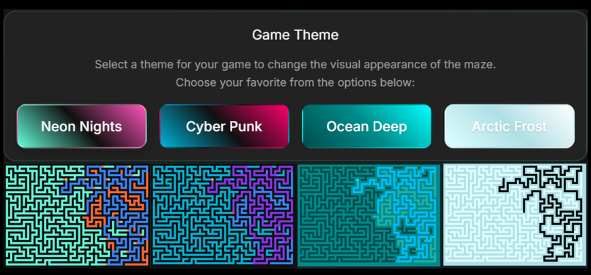 Game Theme
Select a theme for your game to change the visual appearance of the maze.
Choose your favorite from the options below:
Neon Nights
Cyber Punk
Ocean Deep
Arctic Frost